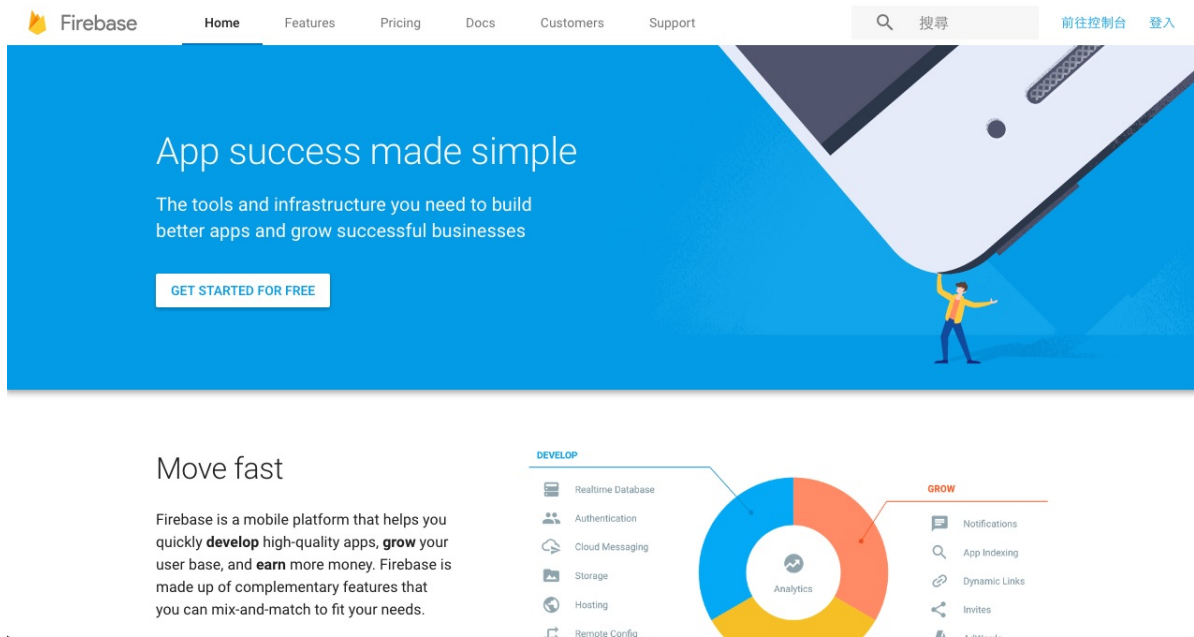 Firebase
Home
Features
Pricing
Docs
Customers
Support
搜尋
前往控制台
登入
App success made simple
The tools and infrastructure you need to build
better apps and grow successful businesses
GET STARTED FOR FREE
Move fast
Firebase is a mobile platform that helps you
quickly develop high-quality apps, grow your
user base, and earn more money. Firebase is
made up of complementary features that
you can mix-and-match to fit your needs.
DEVELOP
Realtime Database
Authentication
Cloud Messaging
Storage
Hosting
Remote Config
Analytics
GROW
Notifications
App Indexing
Dynamic Links
Invites